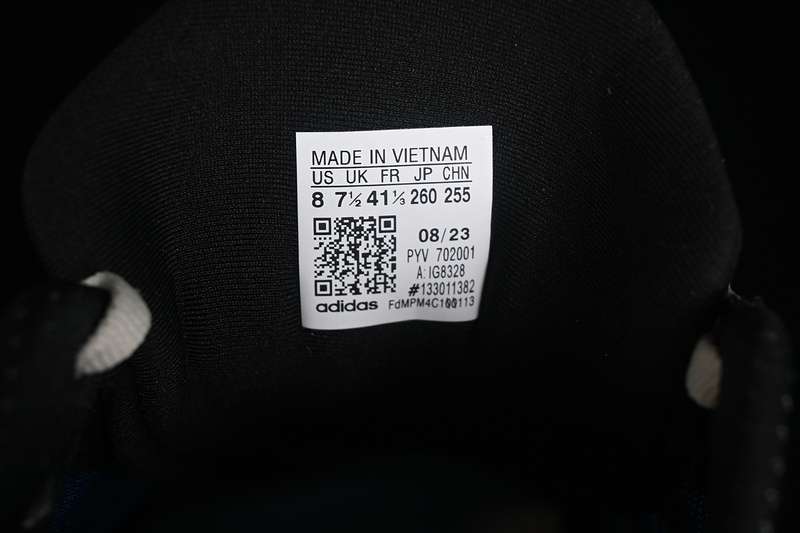 MADE IN VIETNAM
US UK FR JP CHN
8 7½ 41⅓ 260 255
08/23
PYV 702001
A: IG8328
#133011382
adidas